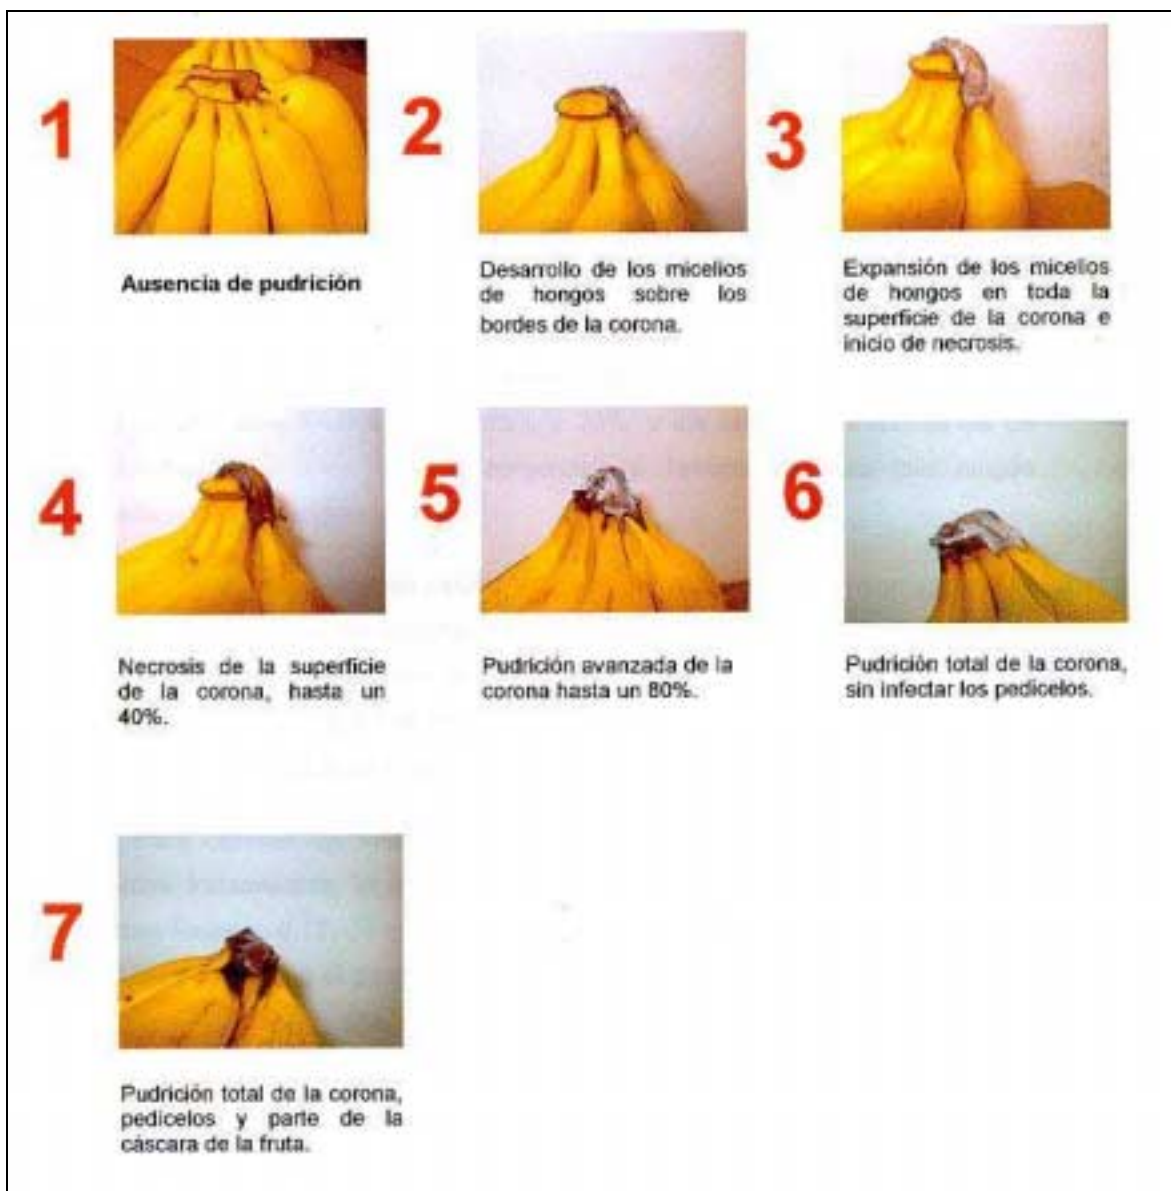 1
Ausencia de pudrición
2
Desarrollo de los micelios
de hongos sobre los
bordes de la corona.
3
Expansión de los micelios
de hongos en toda la
superficie de la corona e
inicio de necrosis.
4
Necrosis de la superficie
de la corona, hasta un
40%.
5
Pudrición avanzada de la
corona hasta un 80%.
6
Pudrición total de la corona,
sin infectar los pedicelos.
7
Pudrición total de la corona,
pedicelos y parte de la
cáscara de la fruta.